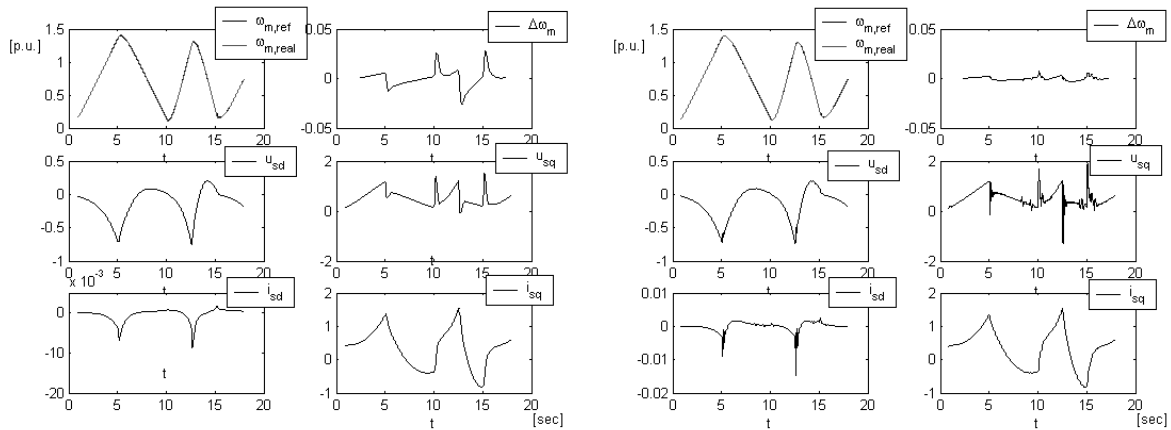 [p.u.]
1.5
1
0.5
0
0 5 10 15 20
t
ω_m,ref
ω_m,real
0.05
0
-0.05
0 5 10 15 20
t
Δω_m
0.5
0
-0.5
-1
0 5 10 15 20
u_sd
2
0
-2
0 5 10 15 20
t
u_sq
x 10^-3
0
-10
-20
0 5 10 15 20
t
i_sd
2
1
0
-1
0 5 10 15 20
t
[sec]
i_sq
[p.u.]
1.5
1
0.5
0
0 5 10 15 20
t
ω_m,ref
ω_m,real
0.05
0
-0.05
0 5 10 15 20
t
Δω_m
0.5
0
-0.5
-1
0 5 10 15 20
t
u_sd
2
1
0
-2
0 5 10 15 20
t
u_sq
0.01
0
-0.01
-0.02
0 5 10 15 20
t
i_sd
2
1
0
-1
0 5 10 15 20
t
[sec]
i_sq